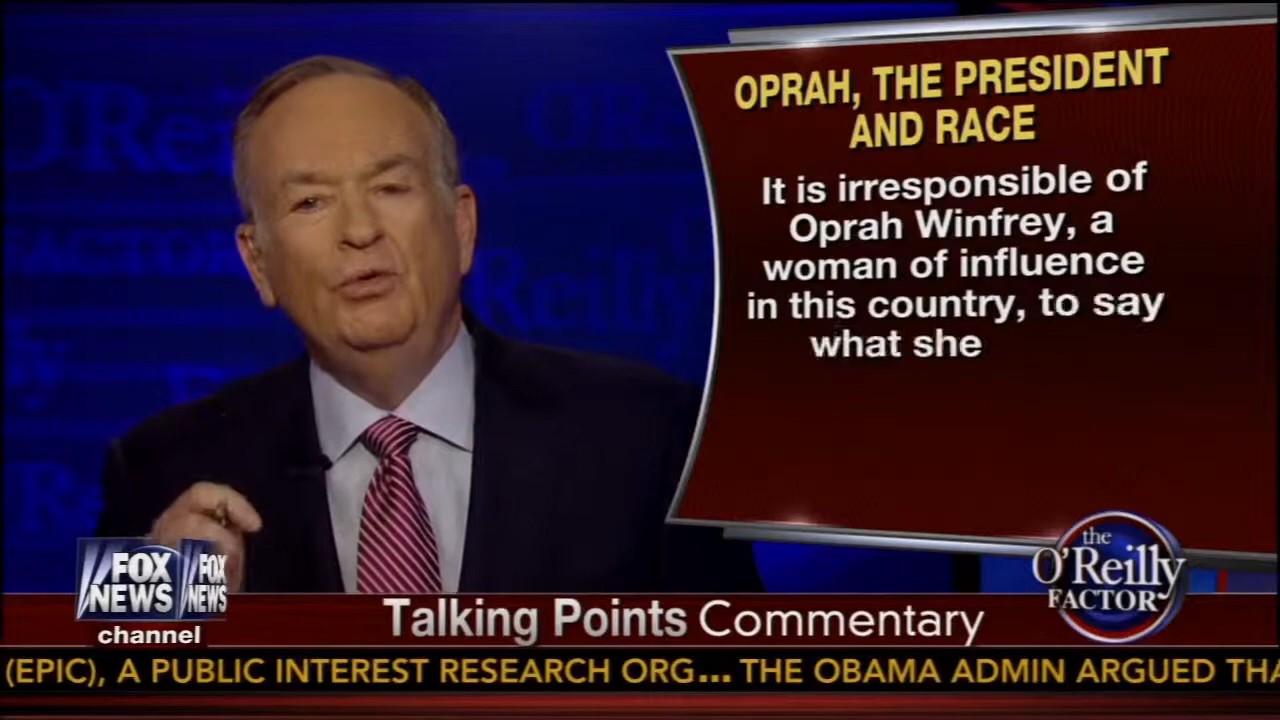 OPRAH, THE PRESIDENT
AND RACE
It is irresponsible of
Oprah Winfrey, a
woman of influence
in this country, to say
what she
the
O'Reilly
FACTOR
FOX
NEWS
FOX
NEWS
channel
Talking Points Commentary
(EPIC), A PUBLIC INTEREST RESEARCH ORG... THE OBAMA ADMIN ARGUED THA